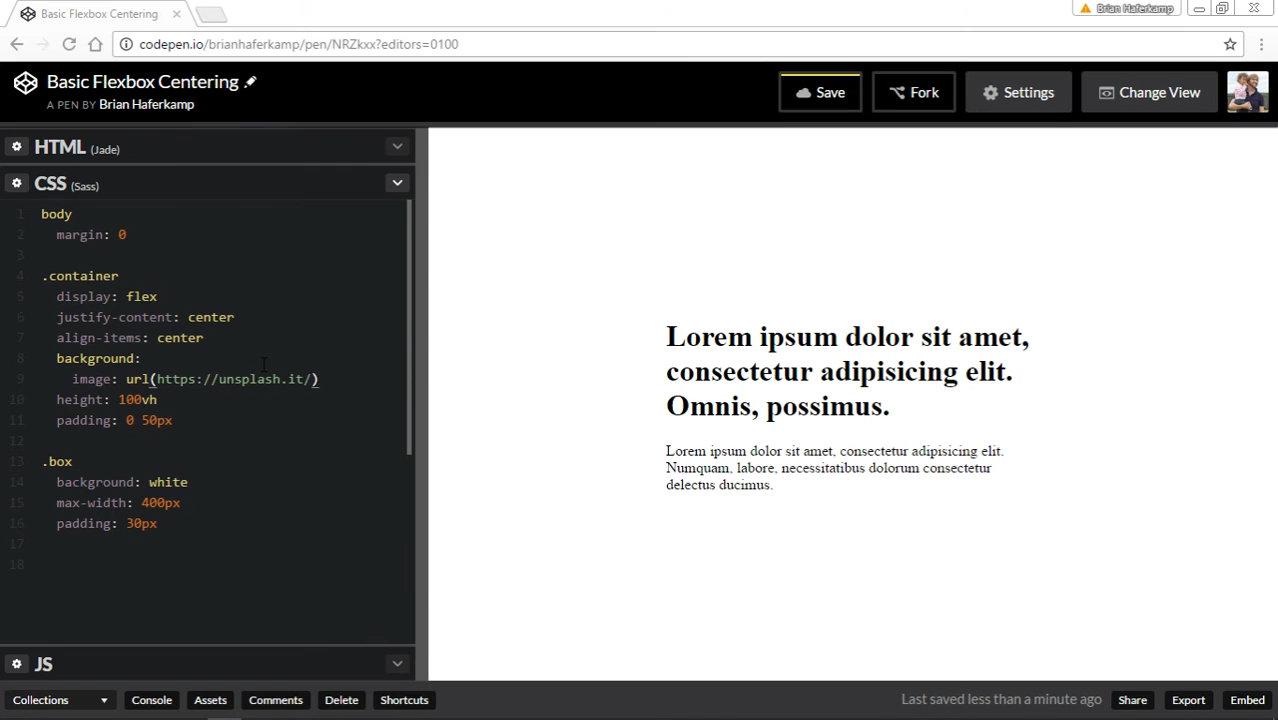 Basic Flexbox Centering
Brian Haferkamp
codepen.io/brianhaferkamp/pen/NRZkxx?editors=0100
Basic Flexbox Centering
A PEN BY Brian Haferkamp
Save
Fork
Settings
Change View
HTML (Jade)
CSS (Sass)
1 body
2 margin: 0
3
4 .container
5 display: flex
6 justify-content: center
7 align-items: center
8 background:
9 image: url(https://unsplash.it/)
10 height: 100vh
11 padding: 0 50px
12
13 .box
14 background: white
15 max-width: 400px
16 padding: 30px
17
18
Lorem ipsum dolor sit amet,
consectetur adipisicing elit.
Omnis, possimus.
Lorem ipsum dolor sit amet, consectetur adipisicing elit.
Numquam, labore, necessitatibus dolorum consectetur
delectus ducimus.
JS
Collections
Console
Assets
Comments
Delete
Shortcuts
Last saved less than a minute ago
Share
Export
Embed